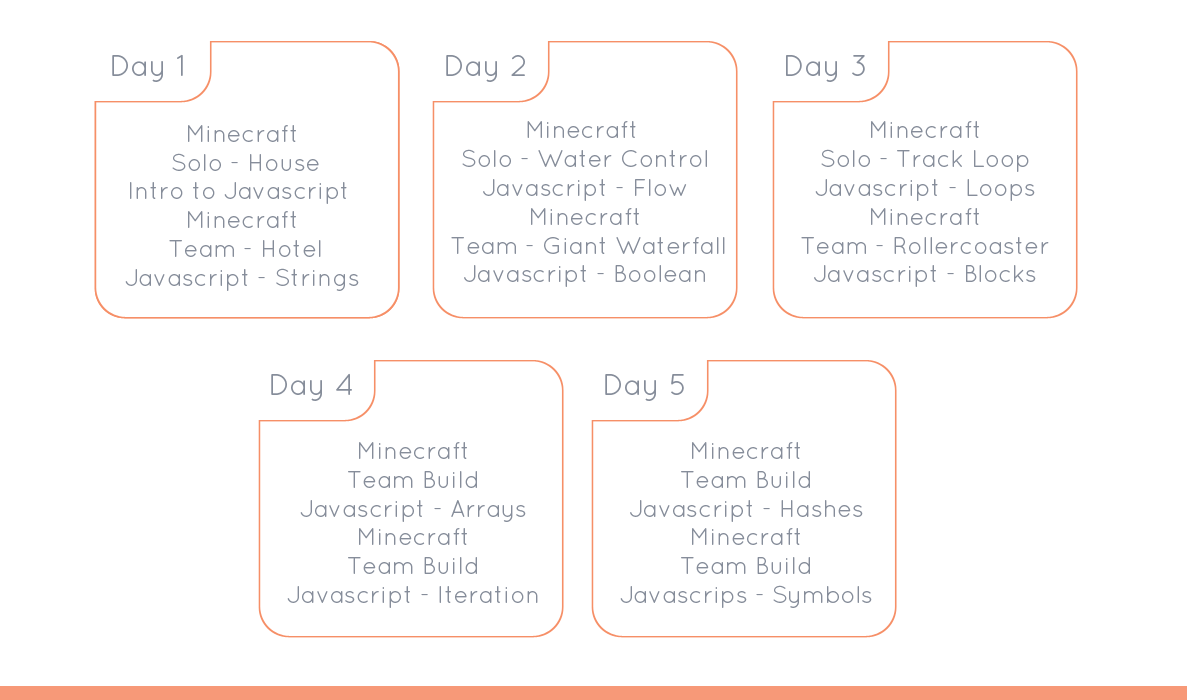 Day 1
Minecraft
Solo - House
Intro to Javascript
Minecraft
Team - Hotel
Javascript - Strings
Day 2
Minecraft
Solo - Water Control
Javascript - Flow
Minecraft
Team - Giant Waterfall
Javascript - Boolean
Day 3
Minecraft
Solo - Track Loop
Javascript - Loops
Minecraft
Team - Rollercoaster
Javascript - Blocks
Day 4
Minecraft
Team Build
Javascript - Arrays
Minecraft
Team Build
Javascript - Iteration
Day 5
Minecraft
Team Build
Javascript - Hashes
Minecraft
Team Build
Javascrips - Symbols